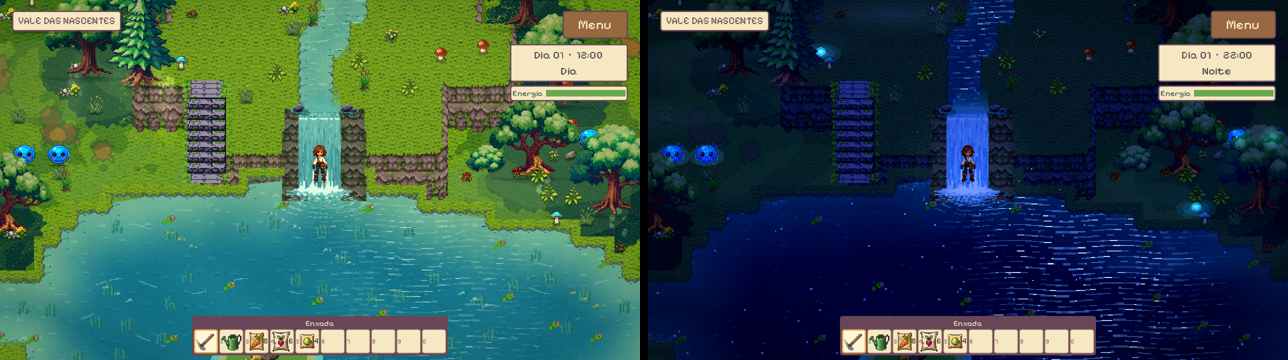 VALE DAS NASCENTES
Menu
Dia 01 · 12:00
Dia
Energia
Enxada
VALE DAS NASCENTES
Menu
Dia 01 · 22:00
Noite
Energia
Enxada